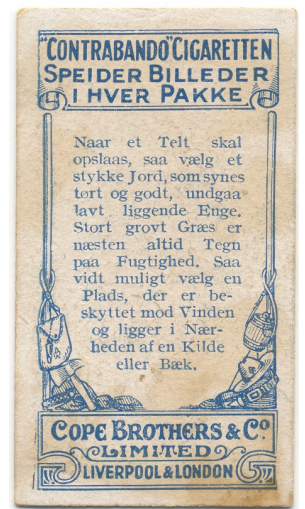 "CONTRABANDO" CIGARETTEN
SPEIDER BILLEDER
I HVER PAKKE
Naar et Telt skal
opslaas, saa vælg et
stykke Jord, som synes
tørt og godt, undgaa
lavt liggende Enge.
Stort grovt Græs er
næsten altid Tegn
paa Fugtighed. Saa
vidt muligt vælg en
Plads, der er be-
skyttet mod Vinden
og ligger i Nær-
heden af en Kilde
eller Bæk.
COPE BROTHERS & Co.
LIMITED
LIVERPOOL & LONDON